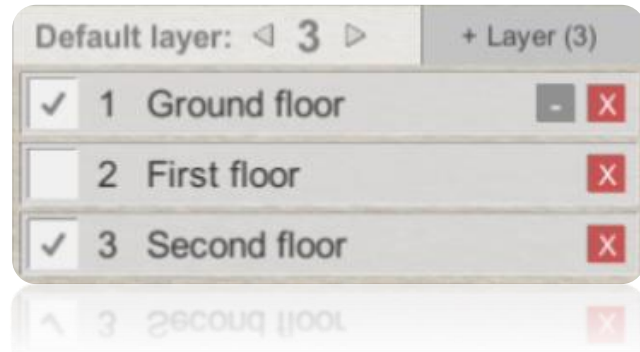 Default layer: ◁ 3 ▷ + Layer (3)
✓ 1 Ground floor - X
2 First floor X
✓ 3 Second floor X